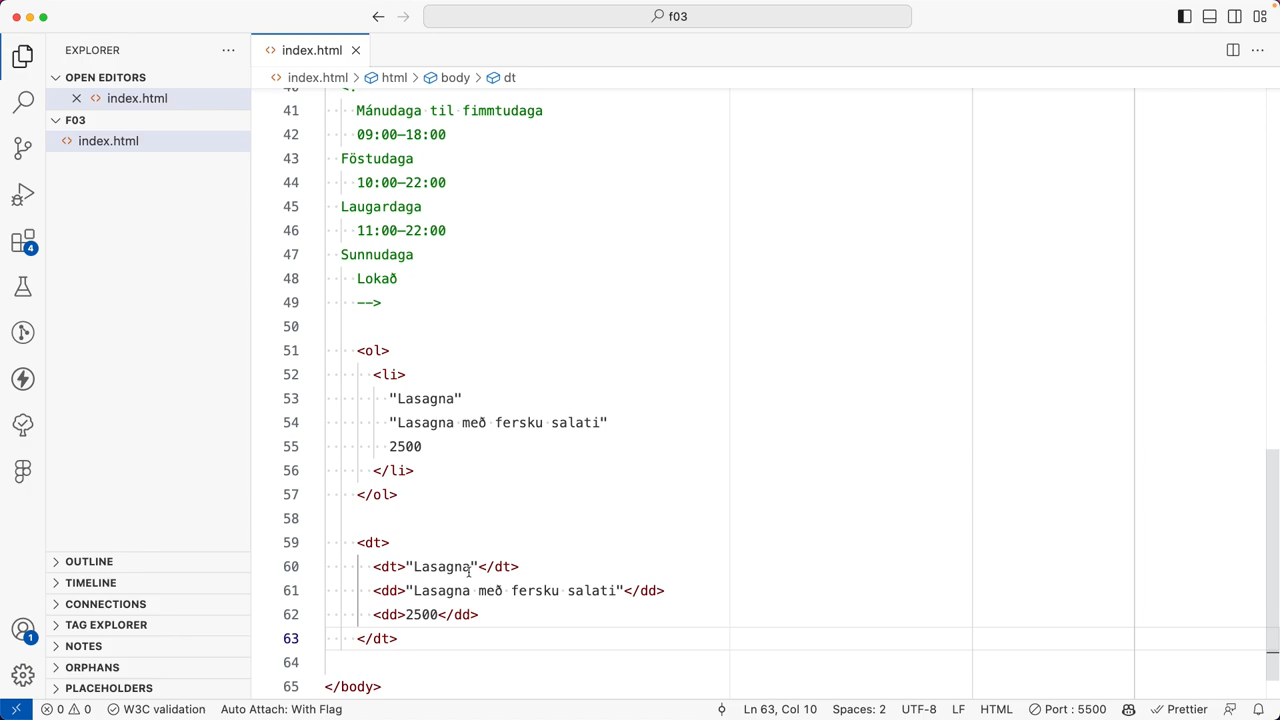 f03
EXPLORER
index.html
index.html > html > body > dt
OPEN EDITORS
index.html
F03
index.html
41 Mánudaga til fimmtudaga
42 09:00–18:00
43 Föstudaga
44 10:00–22:00
45 Laugardaga
46 11:00–22:00
47 Sunnudaga
48 Lokað
49 -->
50
51 <ol>
52 <li>
53 "Lasagna"
54 "Lasagna með fersku salati"
55 2500
56 </li>
57 </ol>
58
59 <dt>
60 <dt>"Lasagna"</dt>
61 <dd>"Lasagna með fersku salati"</dd>
62 <dd>2500</dd>
63 </dt>
64
65 </body>
4
1
OUTLINE
TIMELINE
CONNECTIONS
TAG EXPLORER
NOTES
ORPHANS
PLACEHOLDERS
0 0 W3C validation Auto Attach: With Flag Ln 63, Col 10 Spaces: 2 UTF-8 LF HTML Port : 5500 Prettier